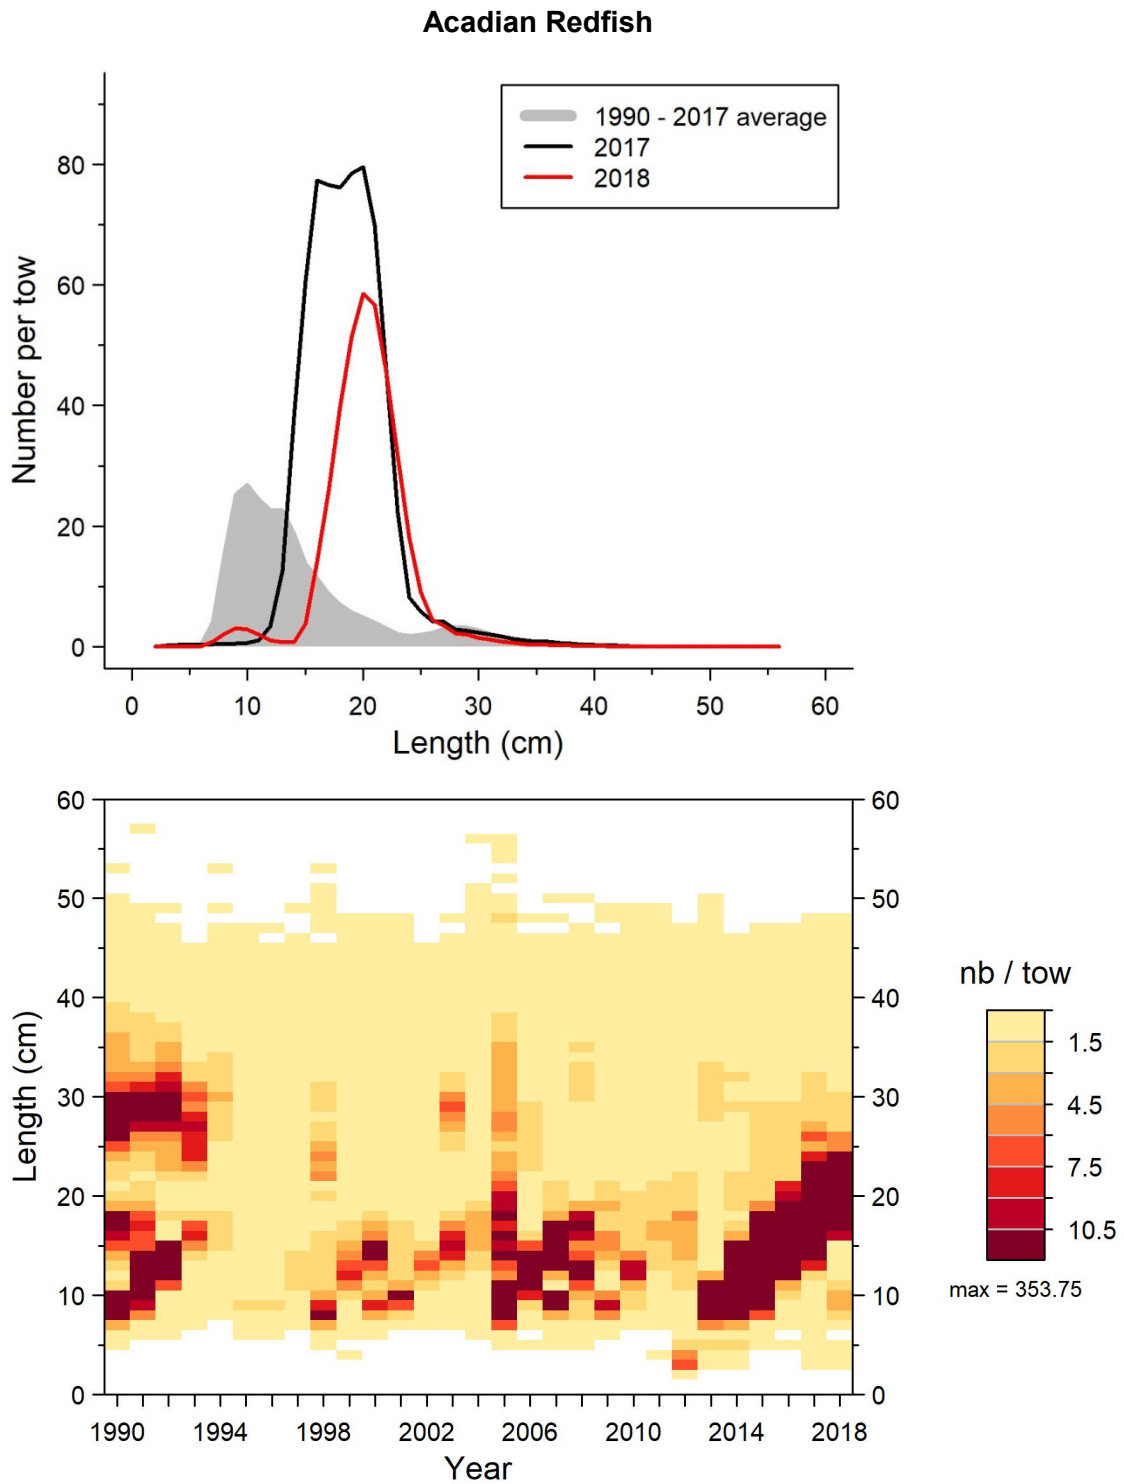 Acadian Redfish
1990 - 2017 average
2017
2018
Number per tow
80
60
40
20
0
0 10 20 30 40 50 60
Length (cm)
60 60
50 50
40 40
30 30
20 20
10 10
0 0
Length (cm)
1990 1994 1998 2002 2006 2010 2014 2018
Year
nb / tow
1.5
4.5
7.5
10.5
max = 353.75